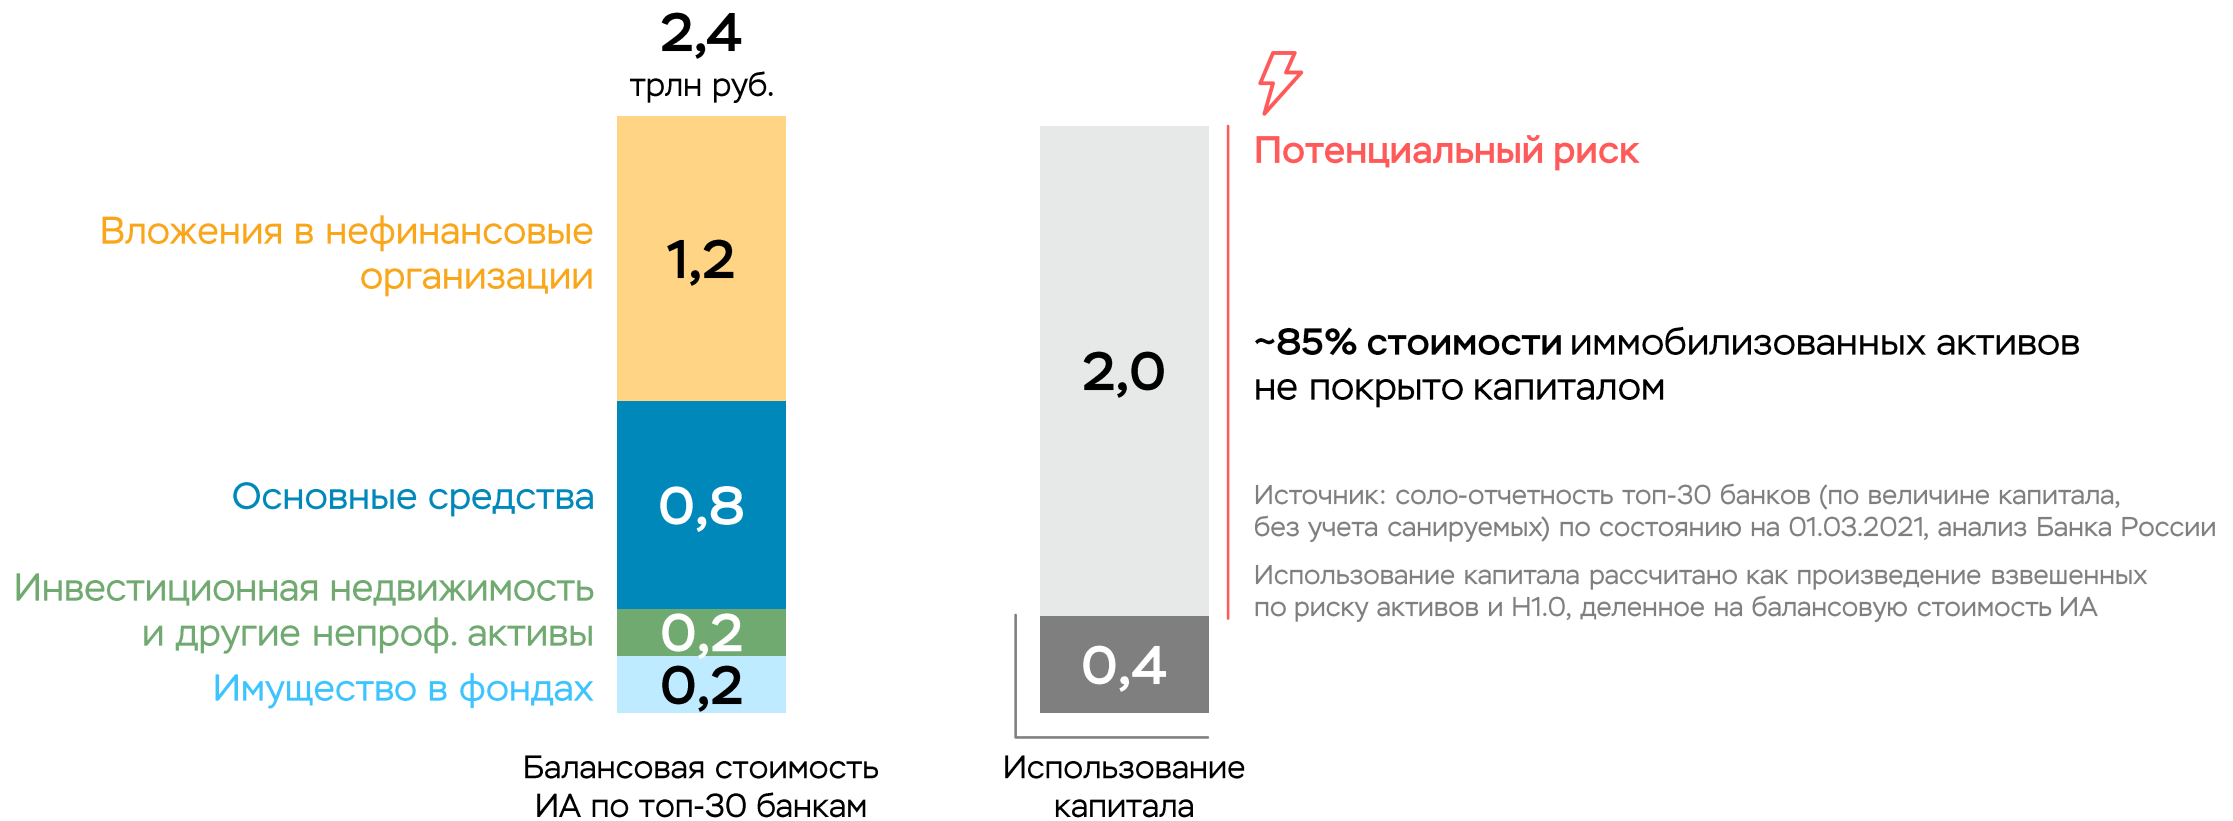 2,4
трлн руб.
Вложения в нефинансовые
организации
1,2
Основные средства
0,8
Инвестиционная недвижимость
и другие непроф. активы
0,2
Имущество в фондах
0,2
Балансовая стоимость
ИА по топ-30 банкам
2,0
0,4
Использование
капитала
Потенциальный риск
~85% стоимости иммобилизованных активов
не покрыто капиталом
Источник: соло-отчетность топ-30 банков (по величине капитала,
без учета санируемых) по состоянию на 01.03.2021, анализ Банка России
Использование капитала рассчитано как произведение взвешенных
по риску активов и Н1.0, деленное на балансовую стоимость ИА